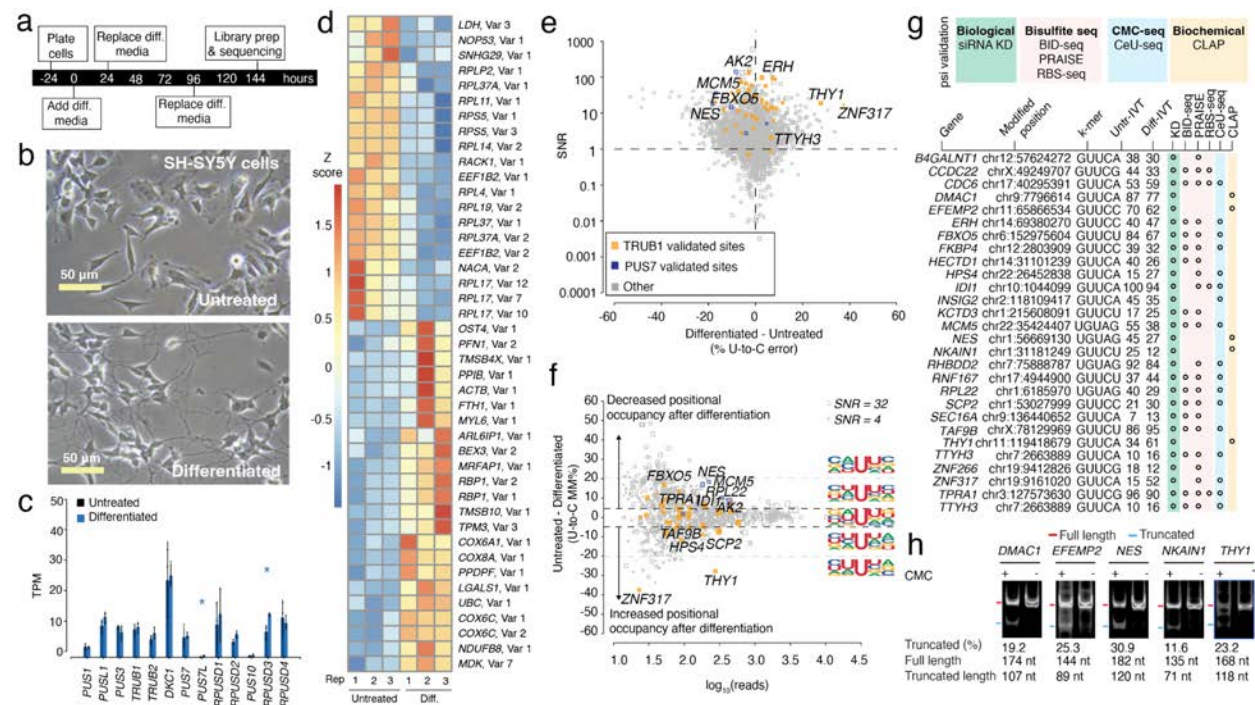 a
Plate
cells
Replace diff.
media
Library prep
& sequencing
-24 0 24 48 72 96 120 144 hours
Add diff.
media
Replace diff.
media
b
SH-SY5Y cells
50 µm
Untreated
50 µm
Differentiated
c
Untreated
Differentiated
TPM
40
30
20
10
0
*
*
PUS1
PUSL1
PUS3
TRUB1
TRUB2
DKC1
PUS7
PUS7L
RPUSD1
RPUSD2
PUS10
RPUSD3
RPUSD4
d
Z
score
1
0.5
0
-0.5
-1
LDH, Var 3
NOP53, Var 1
SNHG29, Var 1
RPLP2, Var 1
RPL37A, Var 1
RPL11, Var 1
RPS5, Var 1
RPS5, Var 3
RPL14, Var 2
RACK1, Var 1
EEF1B2, Var 1
RPL4, Var 1
RPL19, Var 2
RPL37, Var 1
RPL37A, Var 2
EEF1B2, Var 1
NACA, Var 2
RPL17, Var 12
RPL17, Var 7
RPL17, Var 10
OST4, Var 1
PFN1, Var 2
TMSB4X, Var 1
PPIB, Var 1
ACTB, Var 1
FTH1, Var 1
MYL6, Var 1
ARL6IP1, Var 1
BEX3, Var 2
MRFAP1, Var 1
RBP1, Var 2
RBP1, Var 1
TMSB10, Var 1
TPM3, Var 3
COX6A1, Var 1
COX8A, Var 1
PPDPF, Var 1
LGALS1, Var 1
UBC, Var 1
COX6C, Var 1
COX6C, Var 2
NDUFB8, Var 1
MDK, Var 7
Rep 1 2 3 1 2 3
Untreated Diff.
e
SNR
1000
100
10
1
0.1
0.01
0.001
0.0001
AK2
ERH
MCM5
FBXO5
THY1
NES
ZNF317
TTYH3
TRUB1 validated sites
PUS7 validated sites
Other
-40 -20 0 20 40 60
Differentiated - Untreated
(% U-to-C error)
f
Untreated - Differentiated
(U-to-C MM%)
60
50
40
30
20
10
0
10
20
30
40
50
60
Decreased positional
occupancy after differentiation
SNR = 32
SNR = 4
NES
FBXO5
MCM5
RPL22
TPRA1
IDI1
AK2
TAF9B
HPS4
SCP2
THY1
ZNF317
Increased positional
occupancy after differentiation
1.0 1.5 2.0 2.5 3.0 3.5 4.0 4.5
log10(reads)
g
psi validation
Biological
siRNA KD
Bisulfite seq
BID-seq
PRAISE
RBS-seq
CMC-seq
CeU-seq
Biochemical
CLAP
Gene Modified position k-mer Untr-IVT Diff-IVT KD BID-seq PRAISE RBS-seq CeU-seq CLAP
B4GALNT1 chr12:57624272 GUUCA 38 30
CCDC22 chrX:49249707 GUUCG 44 33
CDC6 chr17:40295391 GUUCA 53 59
DMAC1 chr9:7796614 GUUCA 87 77
EFEMP2 chr11:65866534 GUUCC 70 62
ERH chr14:69380270 GUUCC 40 47
FBXO5 chr6:152975604 GUUCU 84 67
FKBP4 chr12:2803909 GUUCC 39 32
HECTD1 chr14:31101239 GUUCA 40 26
HPS4 chr22:26452838 GUUCA 15 27
IDI1 chr10:1044099 GUUCA 100 94
INSIG2 chr2:118109417 GUUCA 45 35
KCTD3 chr1:215608091 GUUCU 17 25
MCM5 chr22:35424407 UGUAG 55 38
NES chr1:56669130 UGUAG 45 27
NKAIN1 chr1:31181249 GUUCU 25 12
RHBDD2 chr7:75888787 UGUAG 92 84
RNF167 chr17:4944900 GUUCU 37 44
RPL22 chr1:6185970 UGUAG 40 29
SCP2 chr1:53027999 GUUCC 21 30
SEC16A chr9:136440652 GUUCA 7 13
TAF9B chrX:78129969 GUUCU 86 95
THY1 chr11:119418679 GUUCA 34 61
TTYH3 chr7:2663889 GUUCA 10 16
ZNF266 chr19:9412826 GUUCG 18 12
ZNF317 chr19:9161020 GUUCA 15 52
TPRA1 chr3:127573630 GUUCG 96 90
TTYH3 chr7:2663889 GUUCA 10 16
h
Full length Truncated
DMAC1 EFEMP2 NES NKAIN1 THY1
CMC + - + - + - + - + -
Truncated (%) 19.2 25.3 30.9 11.6 23.2
Full length 174 nt 144 nt 182 nt 135 nt 168 nt
Truncated length 107 nt 89 nt 120 nt 71 nt 118 nt